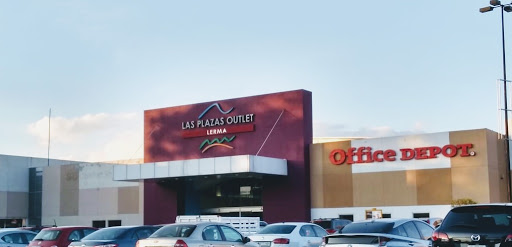 LAS PLAZAS OUTLET
LERMA
Office DEPOT.